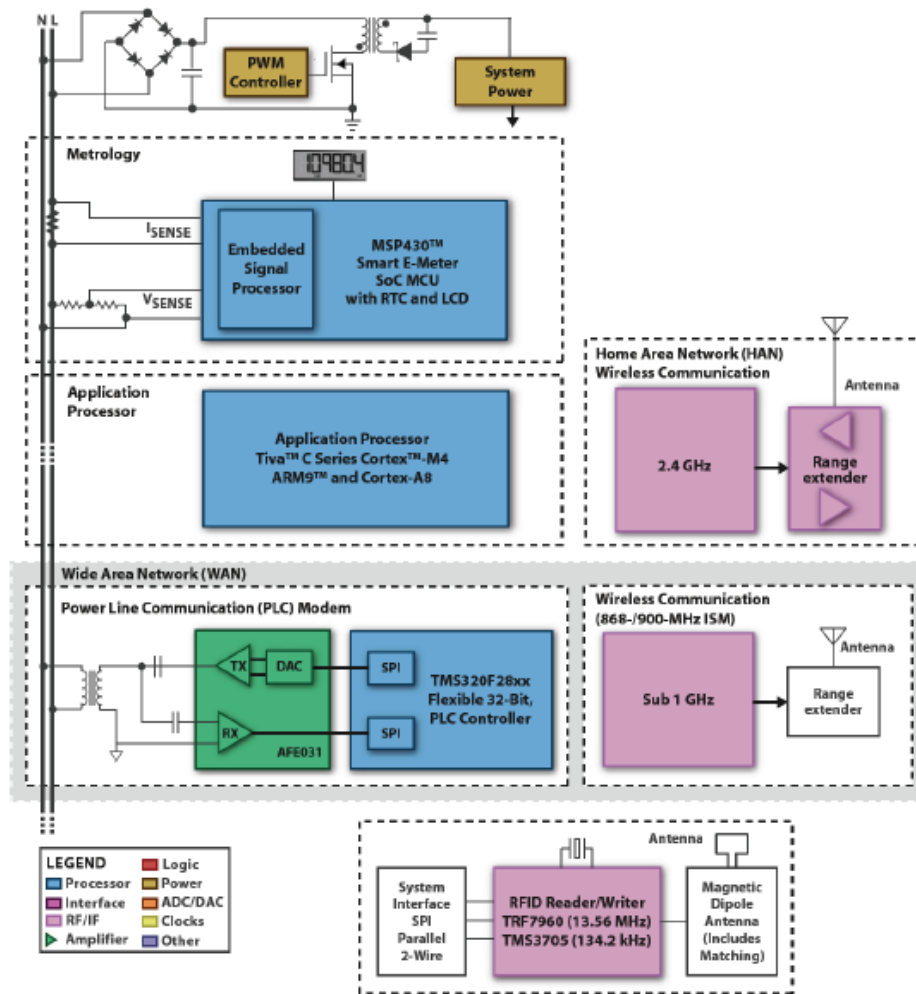 N L
PWM
Controller
System
Power
Metrology
109804
ISENSE
VSENSE
Embedded
Signal
Processor
MSP430™
Smart E-Meter
SoC MCU
with RTC and LCD
Application
Processor
Application Processor
Tiva™ C Series Cortex™-M4
ARM9™ and Cortex-A8
Home Area Network (HAN)
Wireless Communication
Antenna
2.4 GHz
Range
extender
Wide Area Network (WAN)
Power Line Communication (PLC) Modem
TX
DAC
RX
AFE031
SPI
SPI
TMS320F28xx
Flexible 32-Bit,
PLC Controller
Wireless Communication
(868-/900-MHz ISM)
Antenna
Sub 1 GHz
Range
extender
LEGEND
Processor
Interface
RF/IF
Amplifier
Logic
Power
ADC/DAC
Clocks
Other
System
Interface
SPI
Parallel
2-Wire
RFID Reader/Writer
TRF7960 (13.56 MHz)
TMS3705 (134.2 kHz)
Antenna
Magnetic
Dipole
Antenna
(Includes
Matching)